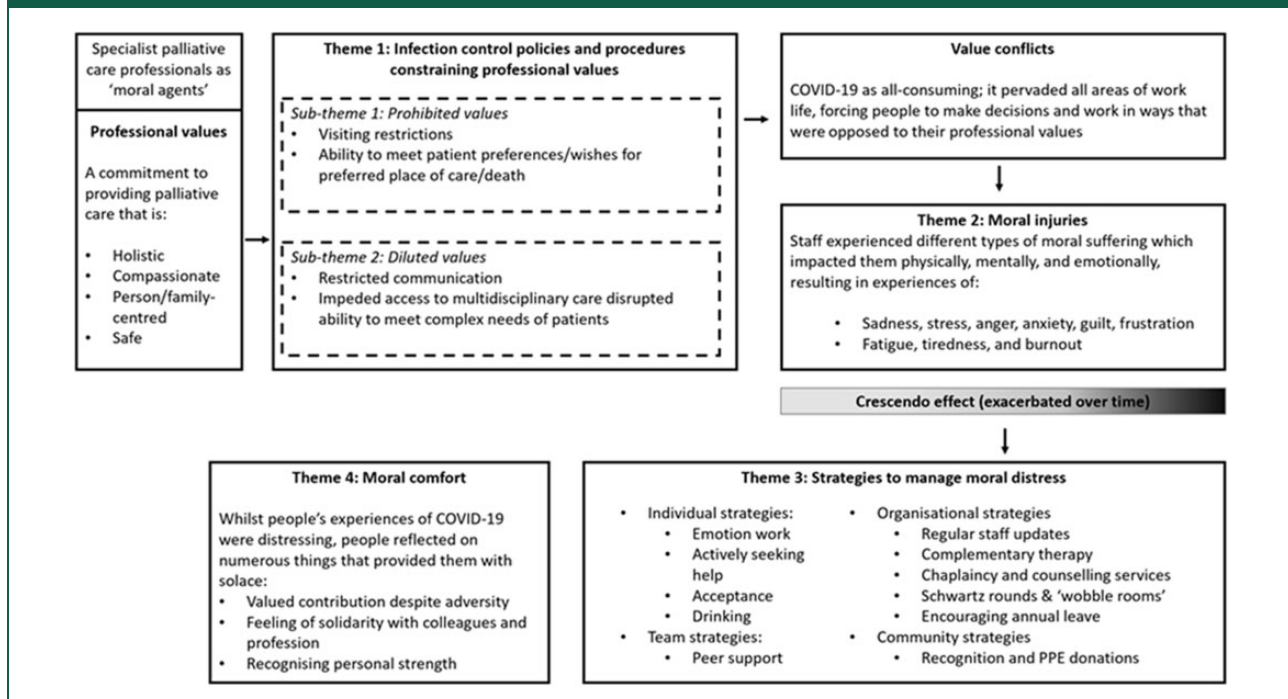 Specialist palliative
care professionals as
‘moral agents’
Professional values
A commitment to
providing palliative
care that is:
• Holistic
• Compassionate
• Person/family-
centred
• Safe
Theme 1: Infection control policies and procedures
constraining professional values
Sub-theme 1: Prohibited values
• Visiting restrictions
• Ability to meet patient preferences/wishes for
preferred place of care/death
Sub-theme 2: Diluted values
• Restricted communication
• Impeded access to multidisciplinary care disrupted
ability to meet complex needs of patients
Value conflicts
COVID-19 as all-consuming; it pervaded all areas of work
life, forcing people to make decisions and work in ways that
were opposed to their professional values
Theme 2: Moral injuries
Staff experienced different types of moral suffering which
impacted them physically, mentally, and emotionally,
resulting in experiences of:
• Sadness, stress, anger, anxiety, guilt, frustration
• Fatigue, tiredness, and burnout
Crescendo effect (exacerbated over time)
Theme 3: Strategies to manage moral distress
• Individual strategies:
• Emotion work
• Actively seeking
help
• Acceptance
• Drinking
• Team strategies:
• Peer support
• Organisational strategies
• Regular staff updates
• Complementary therapy
• Chaplaincy and counselling services
• Schwartz rounds & ‘wobble rooms’
• Encouraging annual leave
• Community strategies
• Recognition and PPE donations
Theme 4: Moral comfort
Whilst people’s experiences of COVID-19
were distressing, people reflected on
numerous things that provided them with
solace:
• Valued contribution despite adversity
• Feeling of solidarity with colleagues and
profession
• Recognising personal strength